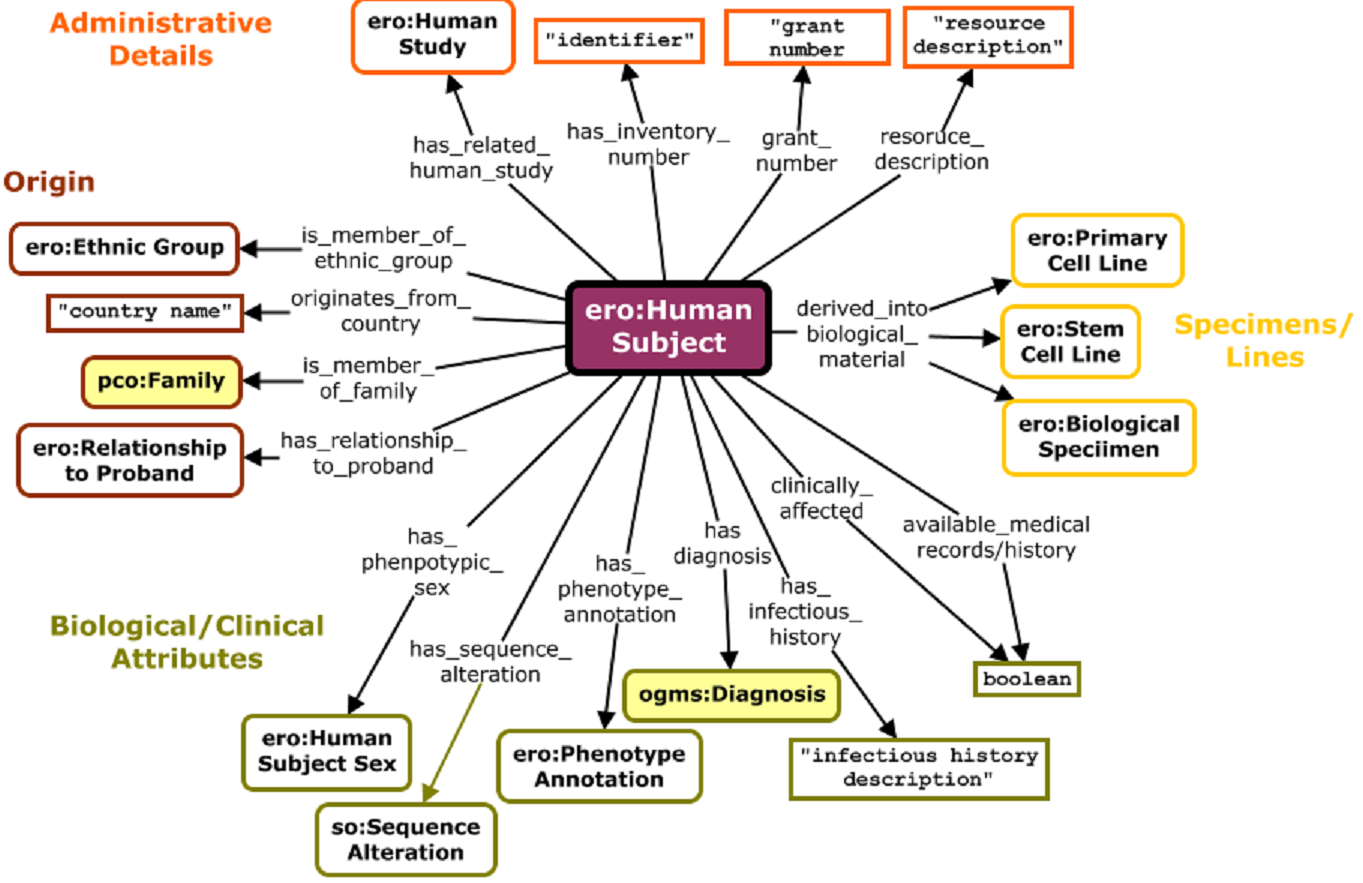 Administrative
Details
ero:Human
Study
"identifier"
"grant
number
"resource
description"
has_related_
human_study
has_inventory_
number
grant_
number
resoruce_
description
Origin
ero:Ethnic Group
is_member_of_
ethnic_group
"country name"
originates_from_
country
pco:Family
is_member_
of_family
ero:Relationship
to Proband
has_relationship_
to_proband
ero:Human
Subject
derived_into
biological_
material
ero:Primary
Cell Line
ero:Stem
Cell Line
ero:Biological
Speciimen
Specimens/
Lines
Biological/Clinical
Attributes
has_
phenpotypic_
sex
has_sequence_
alteration
has_
phenotype_
annotation
has
diagnosis
has_
infectious_
history
clinically_
affected
available_medical
records/history
ero:Human
Subject Sex
so:Sequence
Alteration
ero:Phenotype
Annotation
ogms:Diagnosis
"infectious history
description"
boolean